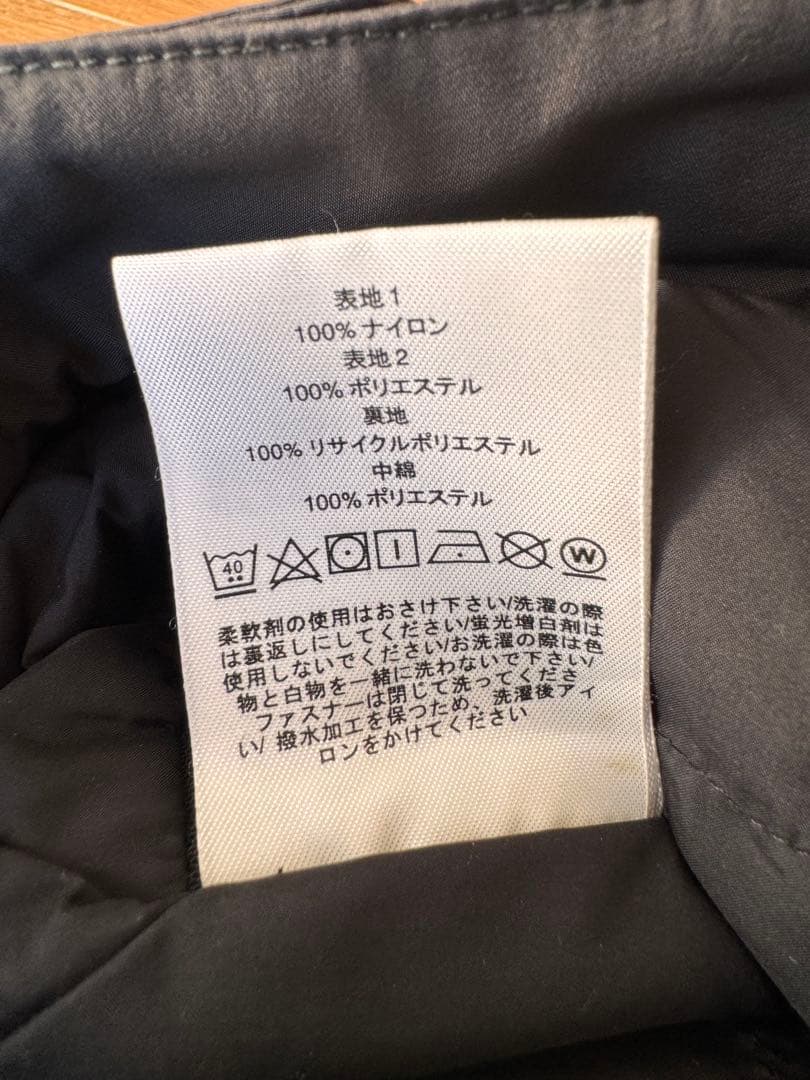 表地1
100% ナイロン
表地2
100% ポリエステル
裏地
100% リサイクルポリエステル
中綿
100% ポリエステル
40 W
柔軟剤の使用はおさけ下さい/洗濯の際
は裏返しにしてください/蛍光増白剤は
使用しないでください/お洗濯の際は色
物と白物を一緒に洗わないで下さい/
ファスナーは閉じて洗ってくださ
い/ 撥水加工を保つため、洗濯後アイ
ロンをかけてください